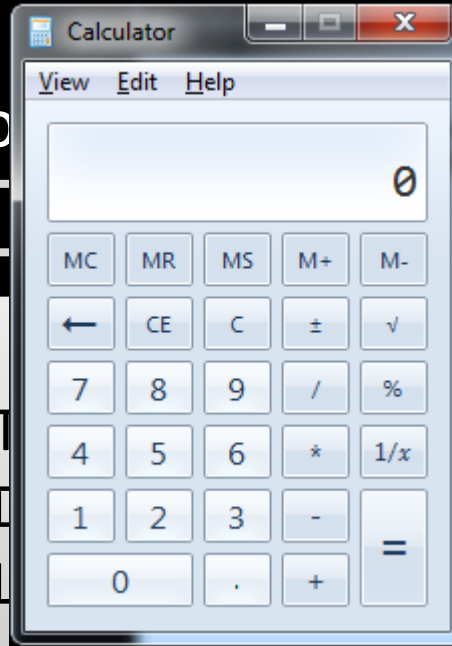 Calculator
View Edit Help
0
MC MR MS M+ M-
← CE C ± √
7 8 9 / %
4 5 6 * 1/x
1 2 3 - =
0 . +